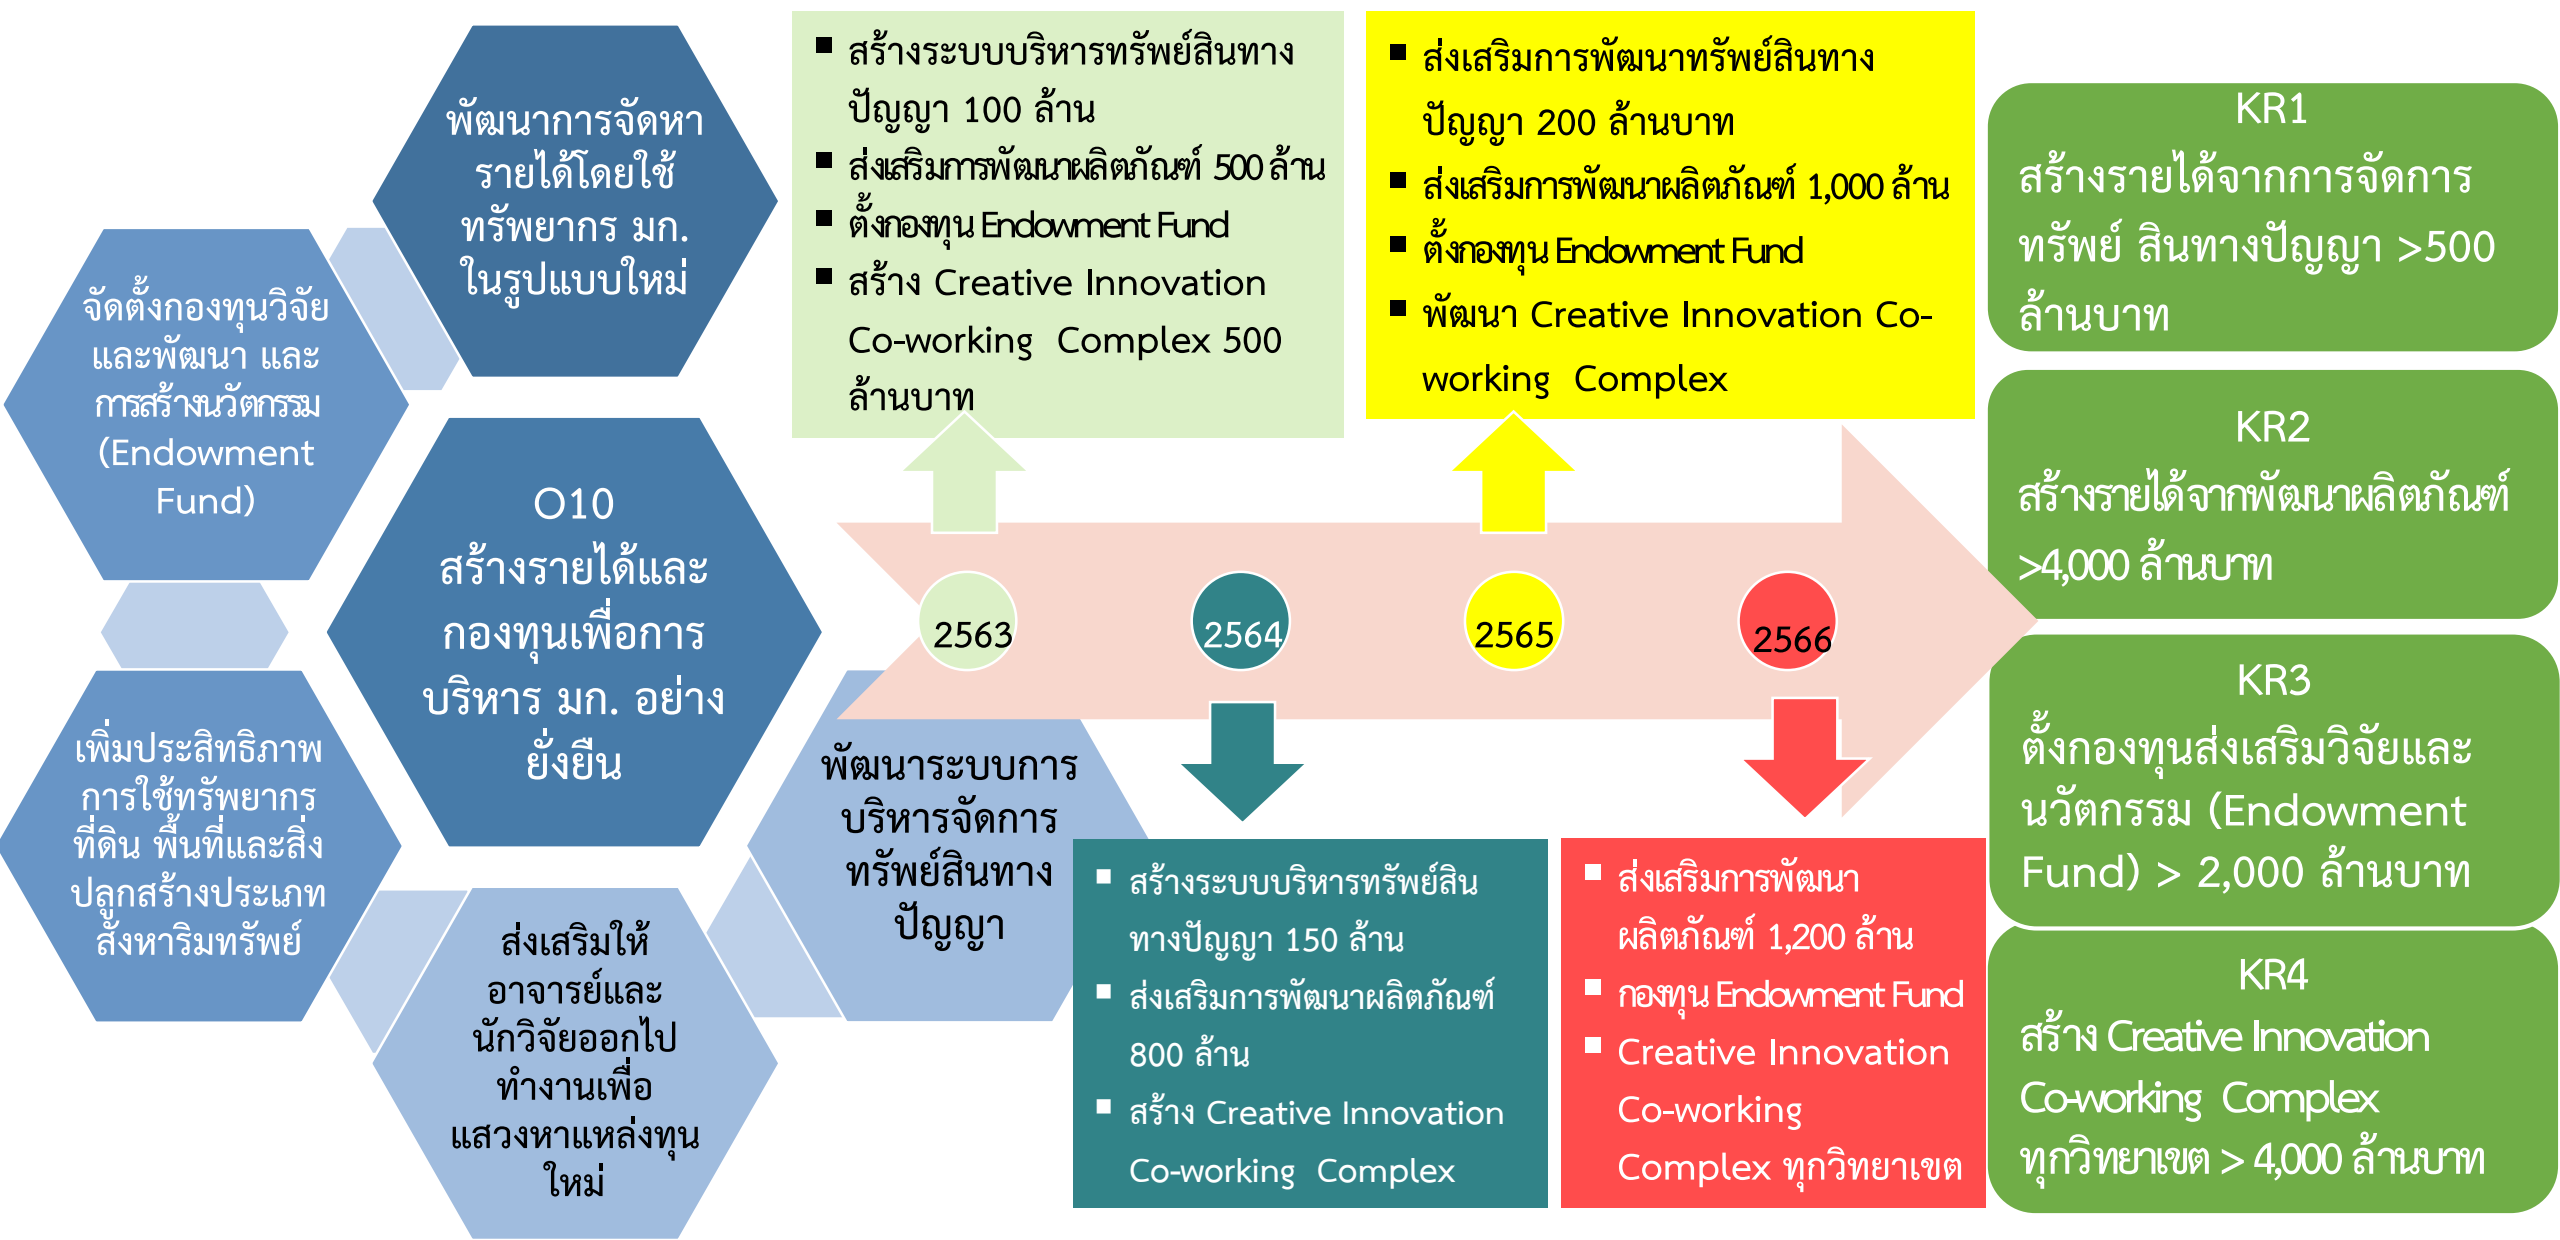 พัฒนาการจัดหา
รายได้โดยใช้
ทรัพยากร มก.
ในรูปแบบใหม่
จัดตั้งกองทุนวิจัย
และพัฒนา และ
การสร้างนวัตกรรม
(Endowment
Fund)
O10
สร้างรายได้และ
กองทุนเพื่อการ
บริหาร มก. อย่าง
ยั่งยืน
เพิ่มประสิทธิภาพ
การใช้ทรัพยากร
ที่ดิน พื้นที่และสิ่ง
ปลูกสร้างประเภท
สังหาริมทรัพย์
ส่งเสริมให้
อาจารย์และ
นักวิจัยออกไป
ทำงานเพื่อ
แสวงหาแหล่งทุน
ใหม่
พัฒนาระบบการ
บริหารจัดการ
ทรัพย์สินทาง
ปัญญา
▪ สร้างระบบบริหารทรัพย์สินทาง
ปัญญา 100 ล้าน
▪ ส่งเสริมการพัฒนาผลิตภัณฑ์ 500 ล้าน
▪ ตั้งกองทุน Endowment Fund
▪ สร้าง Creative Innovation
Co-working Complex 500
ล้านบาท
▪ ส่งเสริมการพัฒนาทรัพย์สินทาง
ปัญญา 200 ล้านบาท
▪ ส่งเสริมการพัฒนาผลิตภัณฑ์ 1,000 ล้าน
▪ ตั้งกองทุน Endowment Fund
▪ พัฒนา Creative Innovation Co-
working Complex
2563
2564
2565
2566
▪ สร้างระบบบริหารทรัพย์สิน
ทางปัญญา 150 ล้าน
▪ ส่งเสริมการพัฒนาผลิตภัณฑ์
800 ล้าน
▪ สร้าง Creative Innovation
Co-working Complex
▪ ส่งเสริมการพัฒนา
ผลิตภัณฑ์ 1,200 ล้าน
▪ กองทุน Endowment Fund
▪ Creative Innovation
Co-working
Complex ทุกวิทยาเขต
KR1
สร้างรายได้จากการจัดการ
ทรัพย์ สินทางปัญญา >500
ล้านบาท
KR2
สร้างรายได้จากพัฒนาผลิตภัณฑ์
>4,000 ล้านบาท
KR3
ตั้งกองทุนส่งเสริมวิจัยและ
นวัตกรรม (Endowment
Fund) > 2,000 ล้านบาท
KR4
สร้าง Creative Innovation
Co-working Complex
ทุกวิทยาเขต > 4,000 ล้านบาท